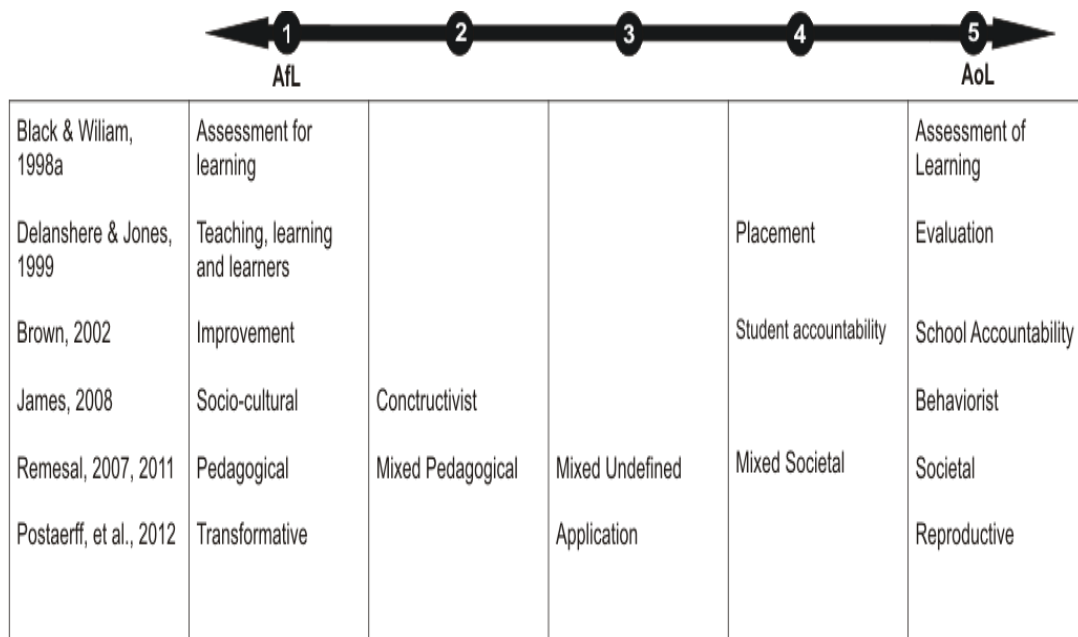 1 2 3 4 5
AfL AoL
Black & Wiliam, 1998a
Assessment for learning
Assessment of Learning
Delanshere & Jones, 1999
Teaching, learning and learners
Placement
Evaluation
Brown, 2002
Improvement
Student accountability
School Accountability
James, 2008
Socio-cultural
Conctructivist
Behaviorist
Remesal, 2007, 2011
Pedagogical
Mixed Pedagogical
Mixed Undefined
Mixed Societal
Societal
Postaerff, et al., 2012
Transformative
Application
Reproductive